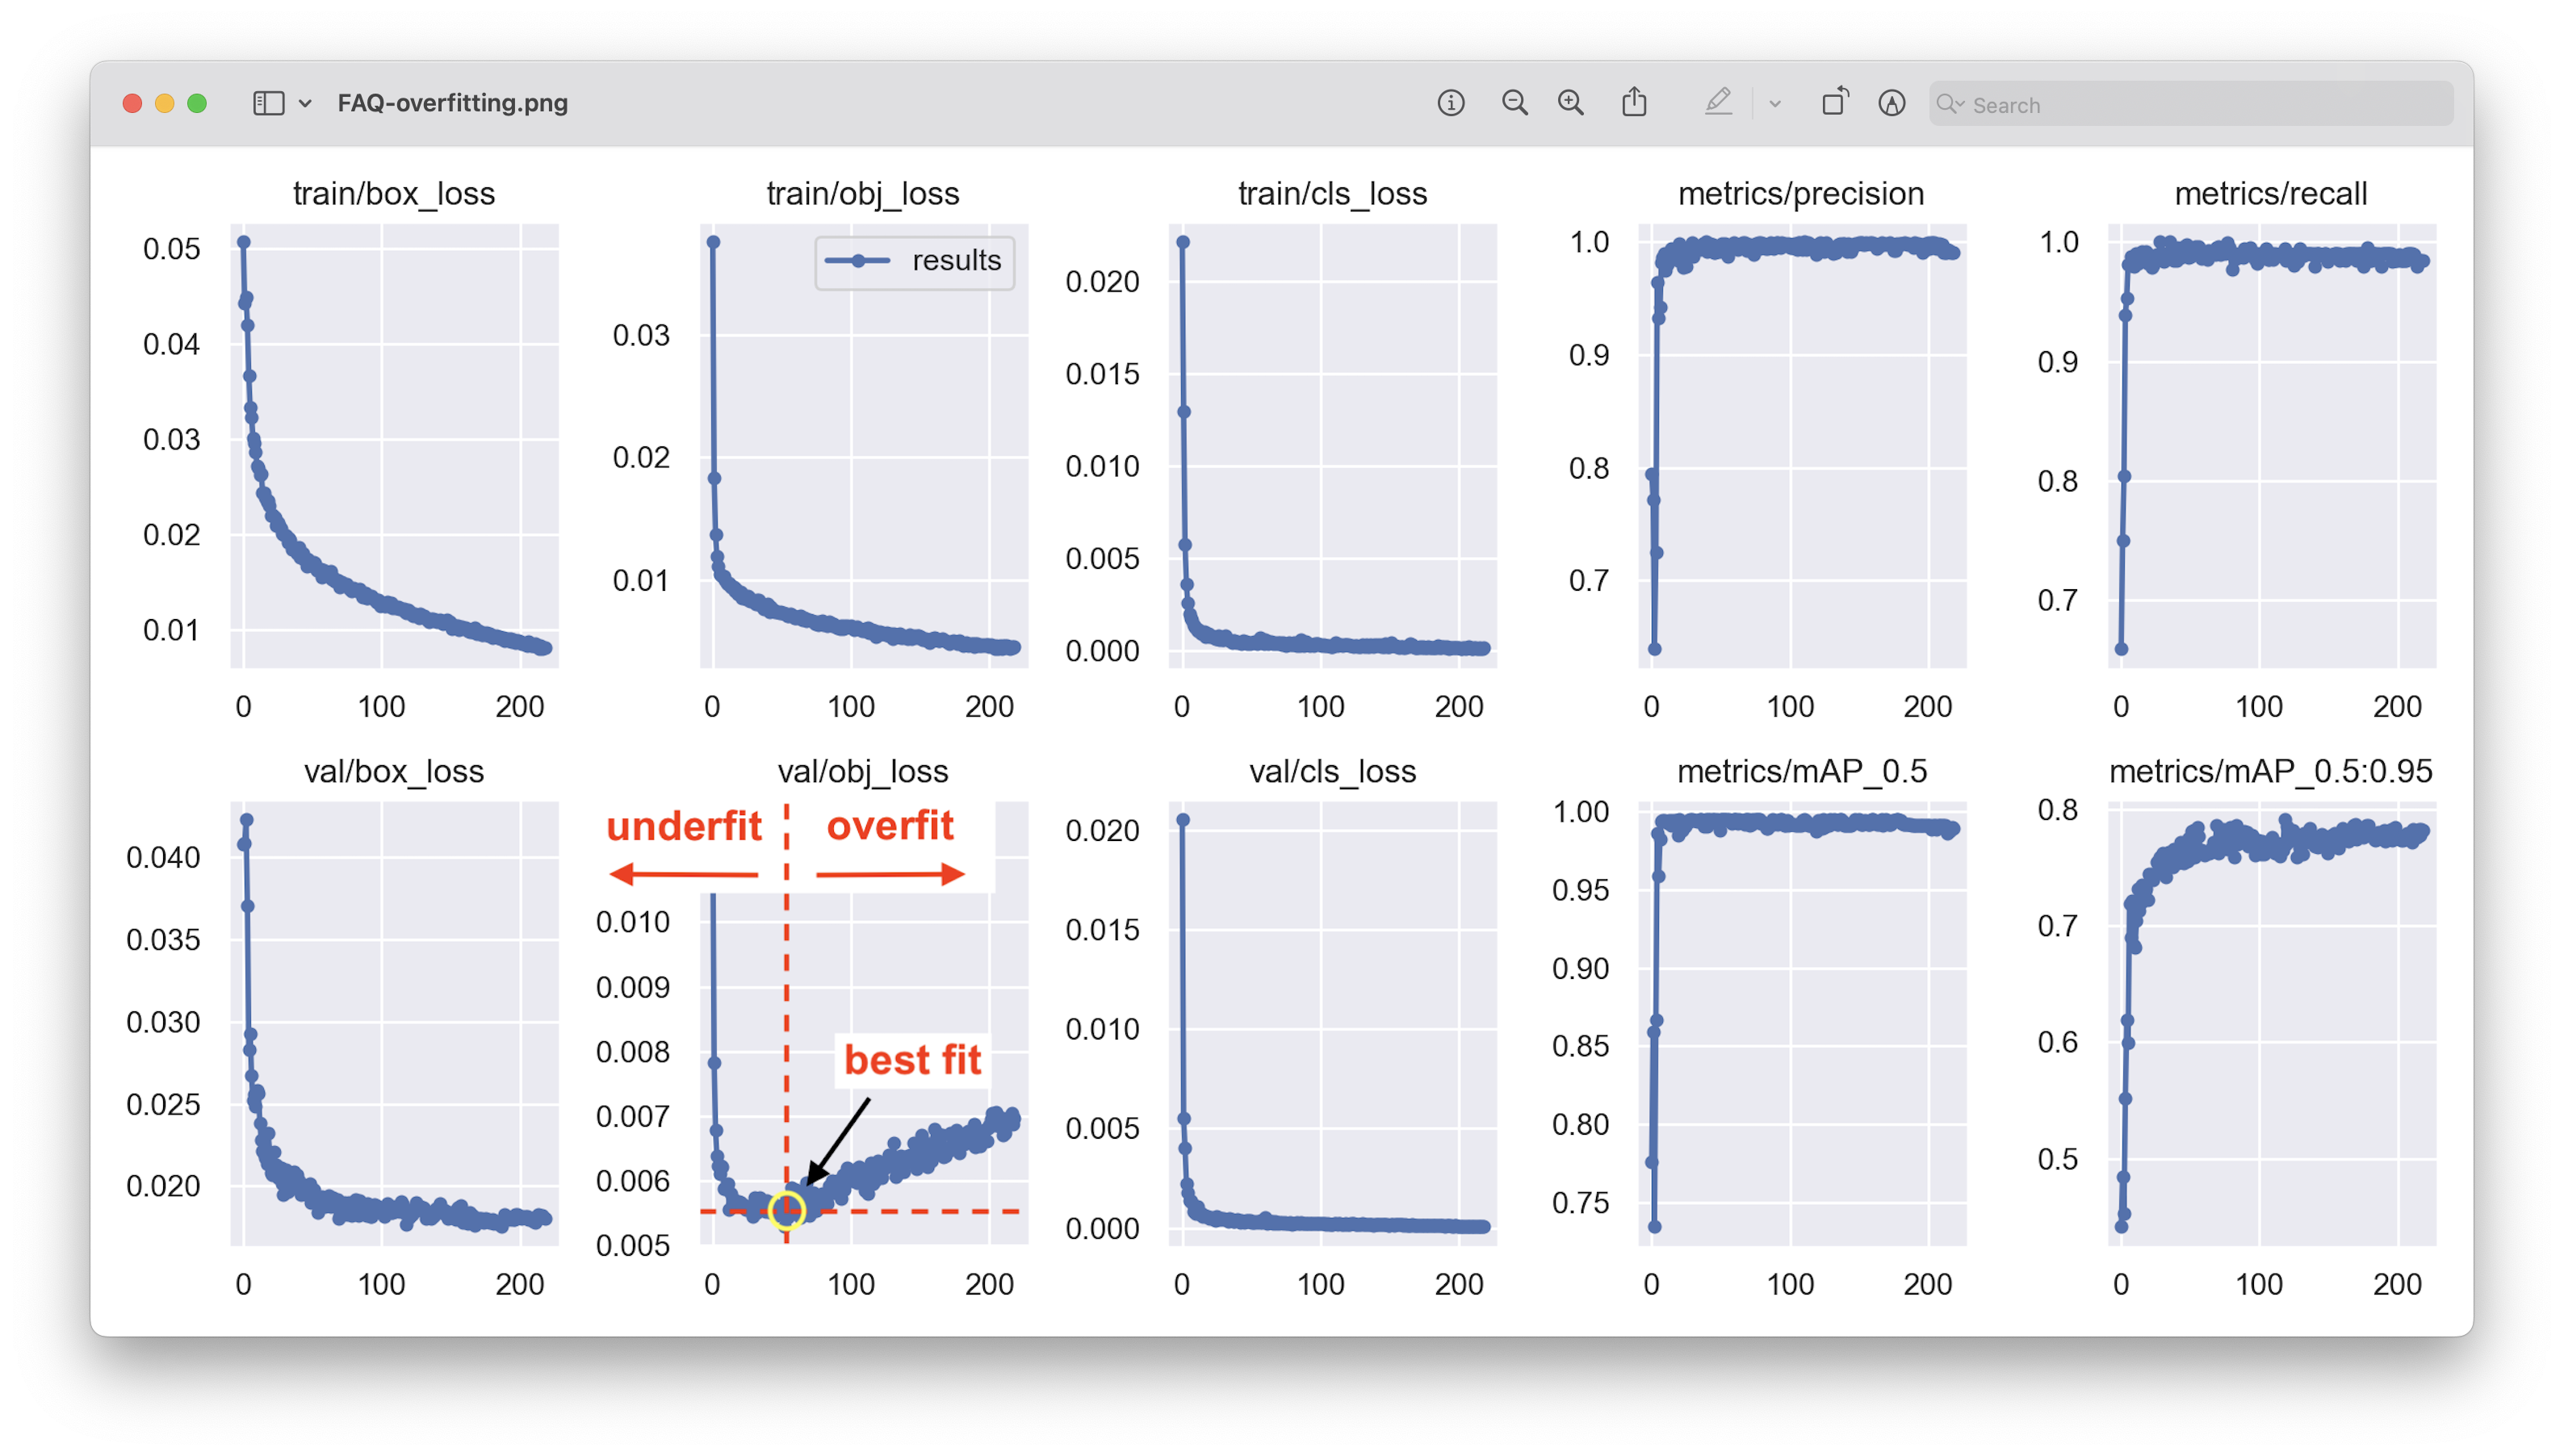 FAQ-overfitting.png
Search
train/box_loss
0.05
0.04
0.03
0.02
0.01
0 100 200
train/obj_loss
results
0.03
0.02
0.01
0 100 200
train/cls_loss
0.020
0.015
0.010
0.005
0.000
0 100 200
metrics/precision
1.0
0.9
0.8
0.7
0 100 200
metrics/recall
1.0
0.9
0.8
0.7
0 100 200
val/box_loss
0.040
0.035
0.030
0.025
0.020
0 100 200
val/obj_loss
underfit overfit
0.010
0.009
0.008
best fit
0.007
0.006
0.005
0 100 200
val/cls_loss
0.020
0.015
0.010
0.005
0.000
0 100 200
metrics/mAP_0.5
1.00
0.95
0.90
0.85
0.80
0.75
0 100 200
metrics/mAP_0.5:0.95
0.8
0.7
0.6
0.5
0 100 200